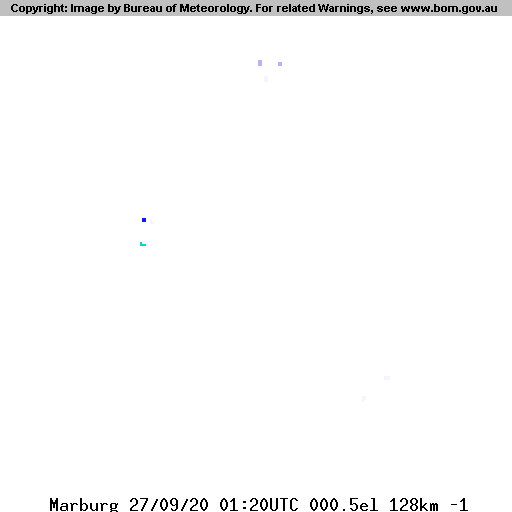 Copyright: Image by Bureau of Meteorology. For related Warnings, see www.bom.gov.au
Marburg 27/09/20 01:20UTC 000.5el 128km -1